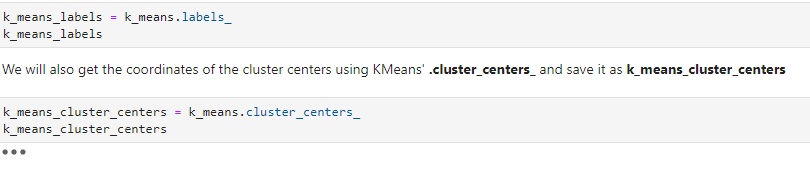 k_means_labels = k_means.labels_
k_means_labels
We will also get the coordinates of the cluster centers using KMeans' .cluster_centers_ and save it as k_means_cluster_centers
k_means_cluster_centers = k_means.cluster_centers_
k_means_cluster_centers